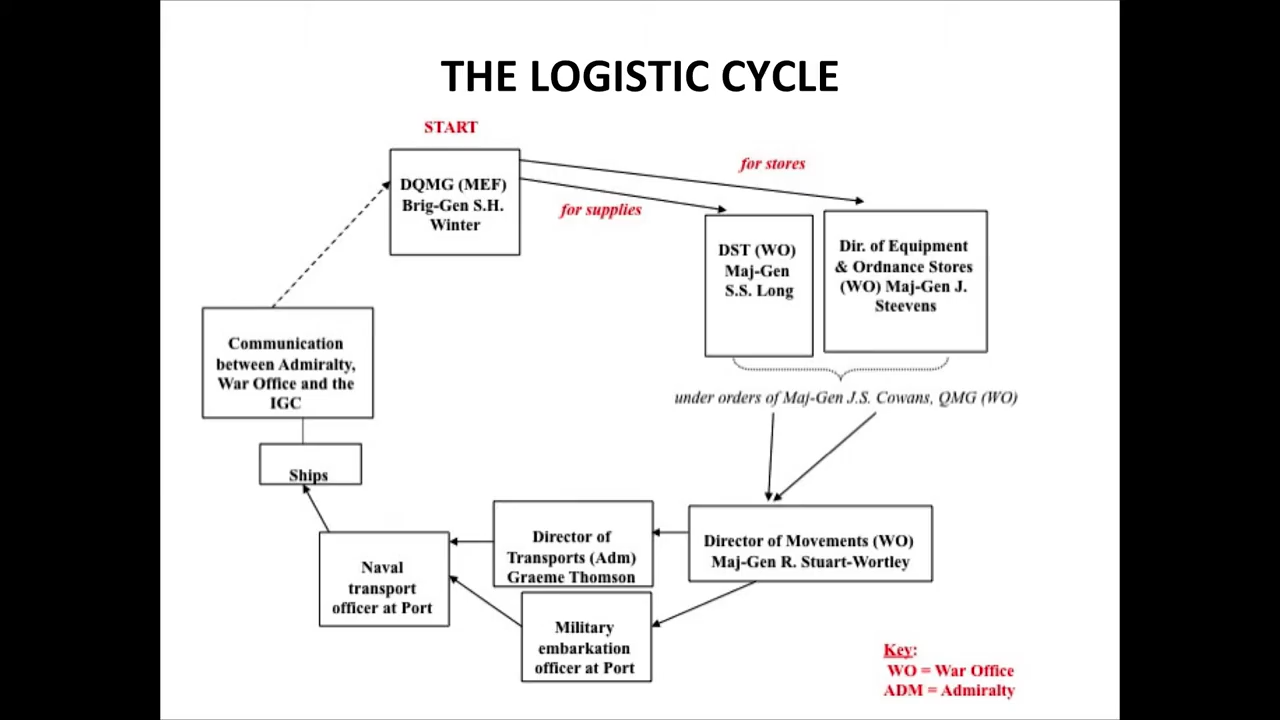 THE LOGISTIC CYCLE
START
DQMG (MEF)
Brig-Gen S.H.
Winter
for stores
for supplies
DST (WO)
Maj-Gen
S.S. Long
Dir. of Equipment
& Ordnance Stores
(WO) Maj-Gen J.
Steevens
under orders of Maj-Gen J.S. Cowans, QMG (WO)
Communication
between Admiralty,
War Office and the
IGC
Ships
Director of Movements (WO)
Maj-Gen R. Stuart-Wortley
Director of
Transports (Adm)
Graeme Thomson
Naval
transport
officer at Port
Military
embarkation
officer at Port
Key:
WO = War Office
ADM = Admiralty